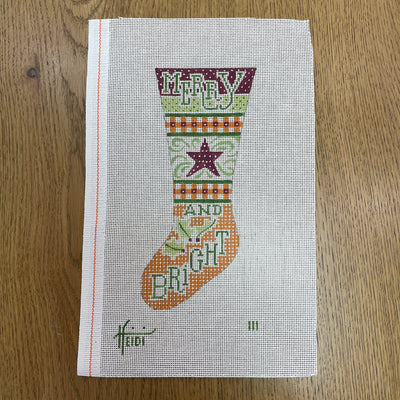 MERRY
AND
BRIGHT
HEIDI
111